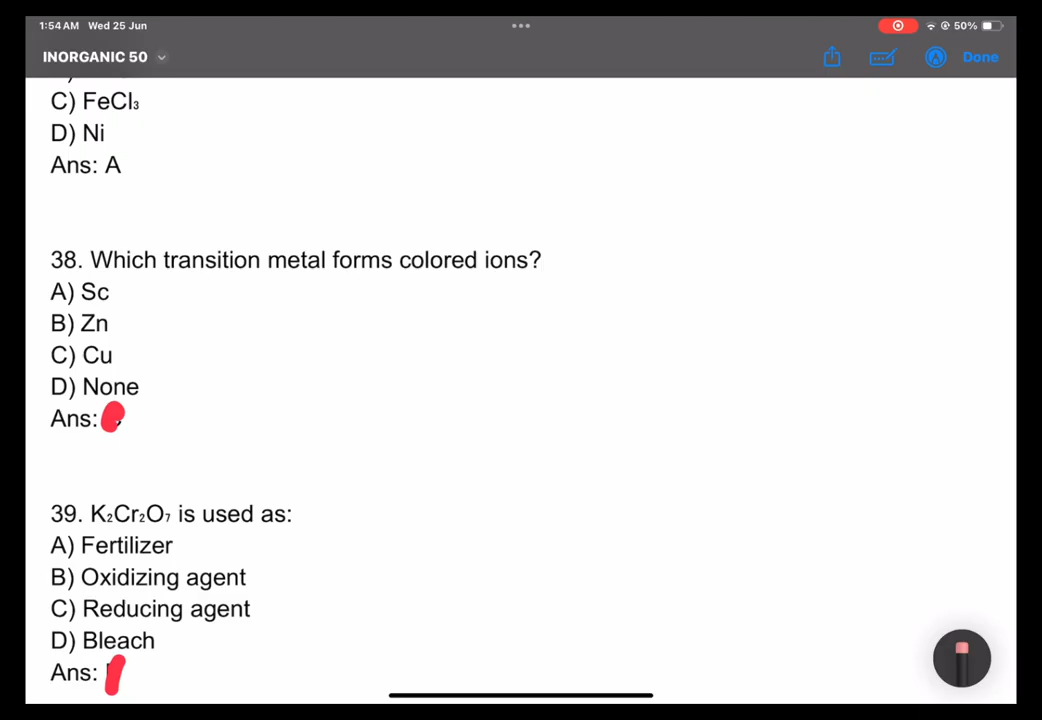 1:54 AM Wed 25 Jun
50%
INORGANIC 50
Done
C) FeCl₃
D) Ni
Ans: A
38. Which transition metal forms colored ions?
A) Sc
B) Zn
C) Cu
D) None
Ans:
39. K₂Cr₂O₇ is used as:
A) Fertilizer
B) Oxidizing agent
C) Reducing agent
D) Bleach
Ans: